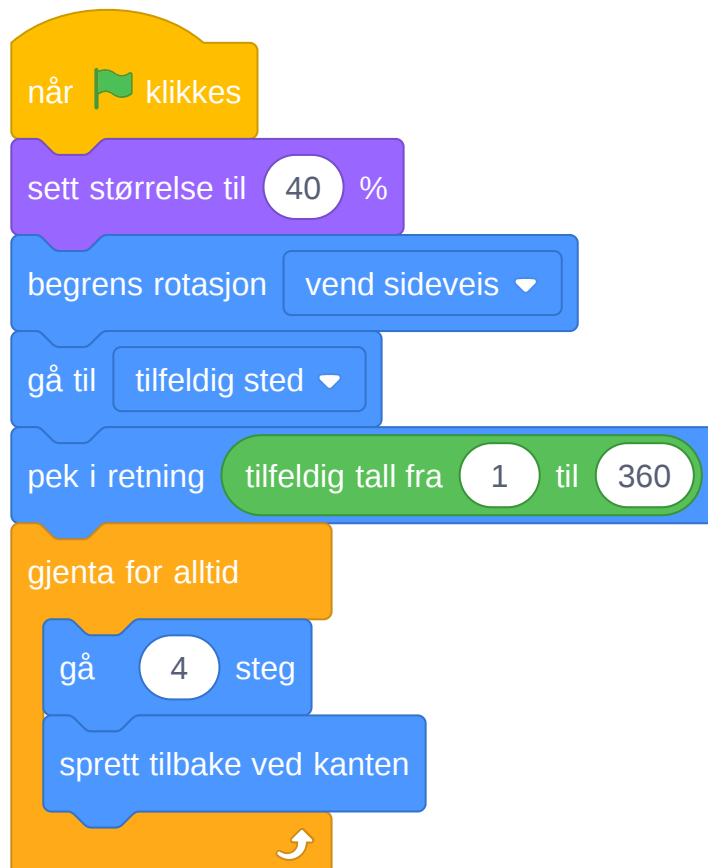 når klikkes
sett størrelse til 40 %
begrens rotasjon vend sideveis
gå til tilfeldig sted
pek i retning tilfeldig tall fra 1 til 360
gjenta for alltid
gå 4 steg
sprett tilbake ved kanten